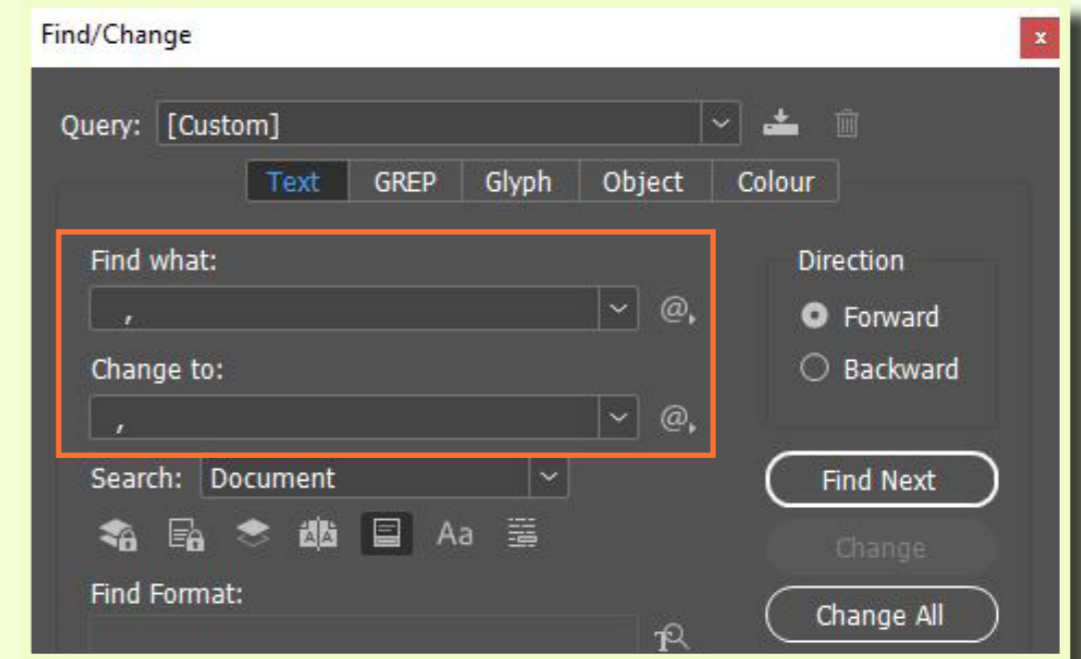 Find/Change
x
Query: [Custom]
Text GREP Glyph Object Colour
Find what:
,
@
Change to:
,
@
Direction
Forward
Backward
Search: Document
Find Next
A A
Aa
Change
Find Format:
Change All
T